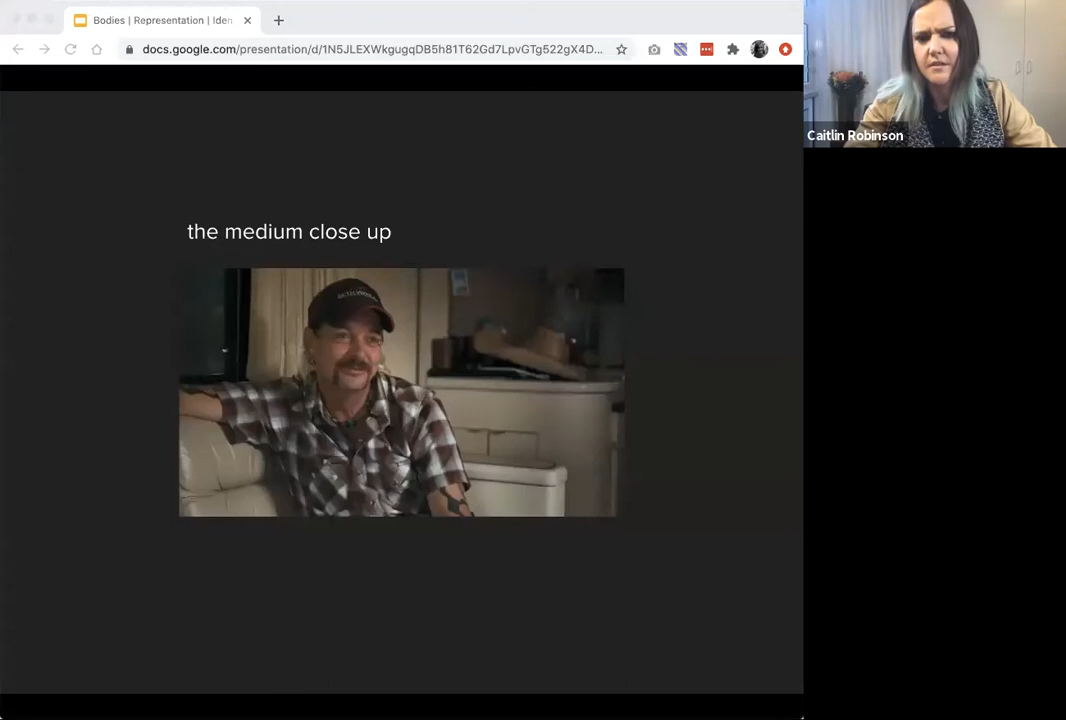 Bodies | Representation | Iden
docs.google.com/presentation/d/1N5JLEXWkgugqDB5h81T62Gd7LpvGTg522gX4D...
Caitlin Robinson
the medium close up